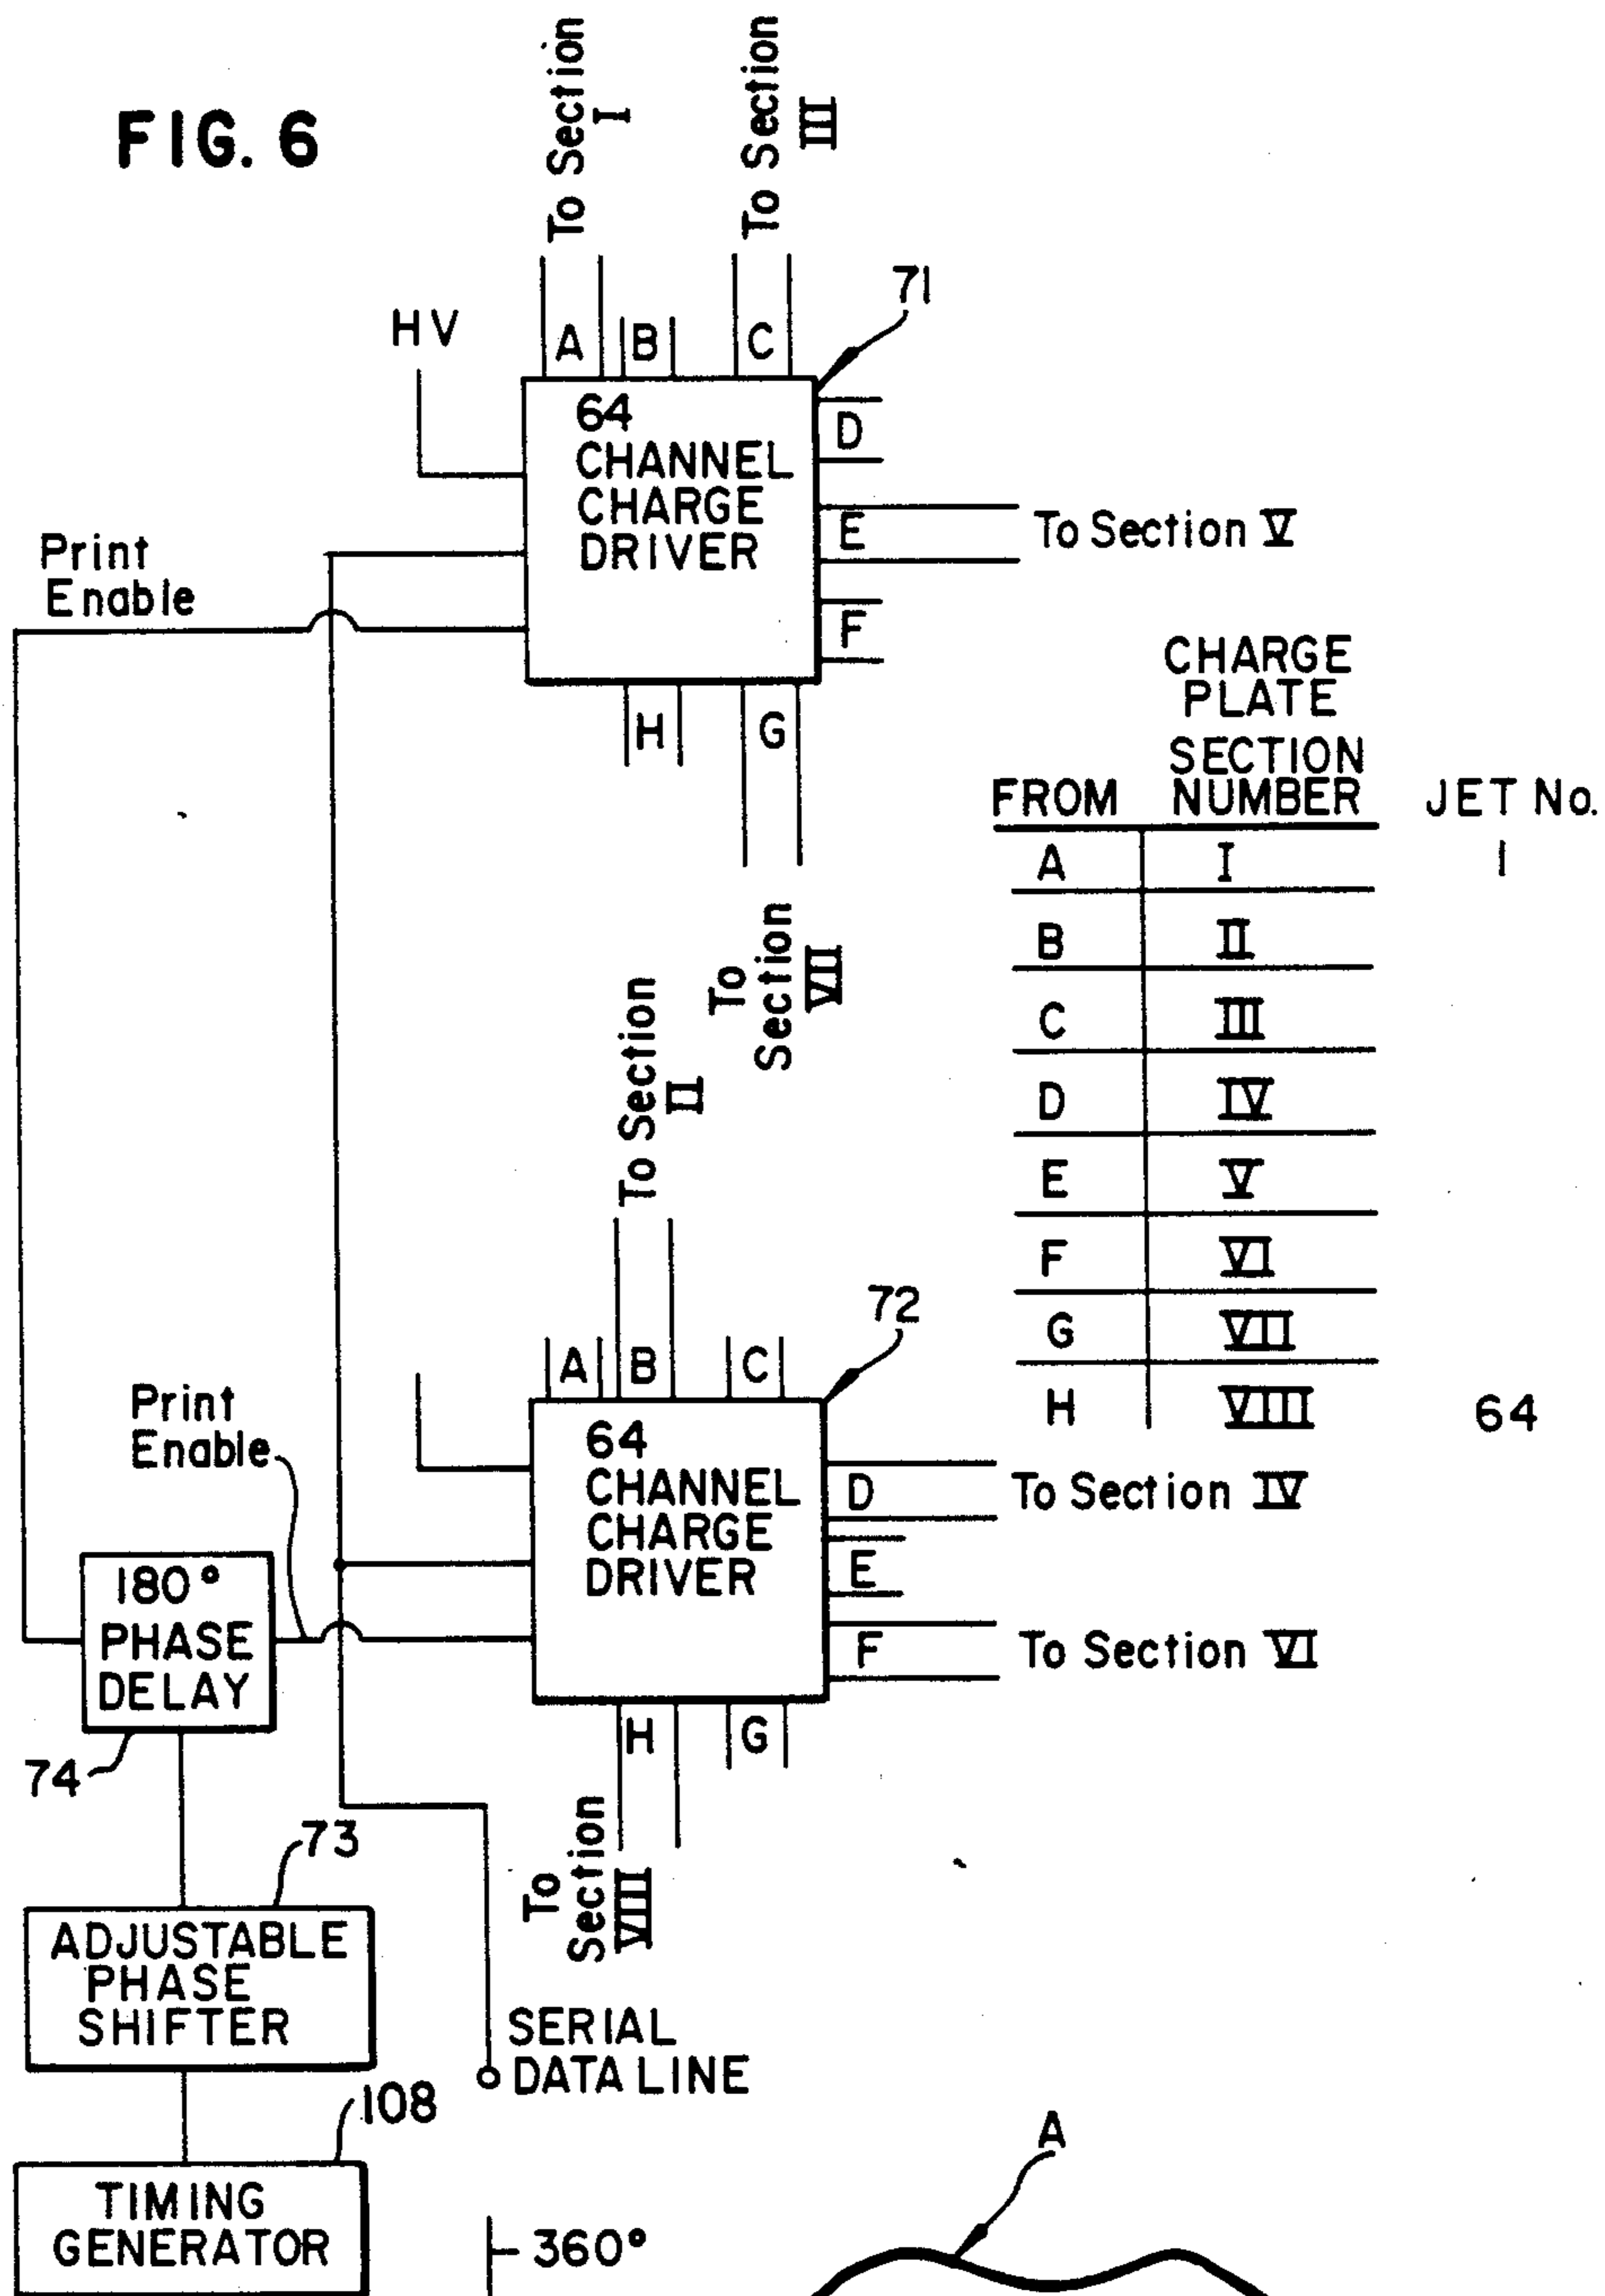 FIG. 6
To Section
I
To Section
III
71
HV
A
B
C
64
CHANNEL
CHARGE
DRIVER
D
E
To Section V
F
Print
Enable
H
G
To
Section
VII
CHARGE
PLATE
FROM SECTION NUMBER JET No.
A I 1
B II
C III
D IV
E V
F VI
G VII
H VIII 64
To Section
II
72
A
B
C
64
CHANNEL
CHARGE
DRIVER
D
To Section IV
E
F
To Section VI
Print
Enable
H
G
To
Section
VIII
180°
PHASE
DELAY
74
73
ADJUSTABLE
PHASE
SHIFTER
SERIAL
DATA LINE
108
TIMING
GENERATOR
360°
A